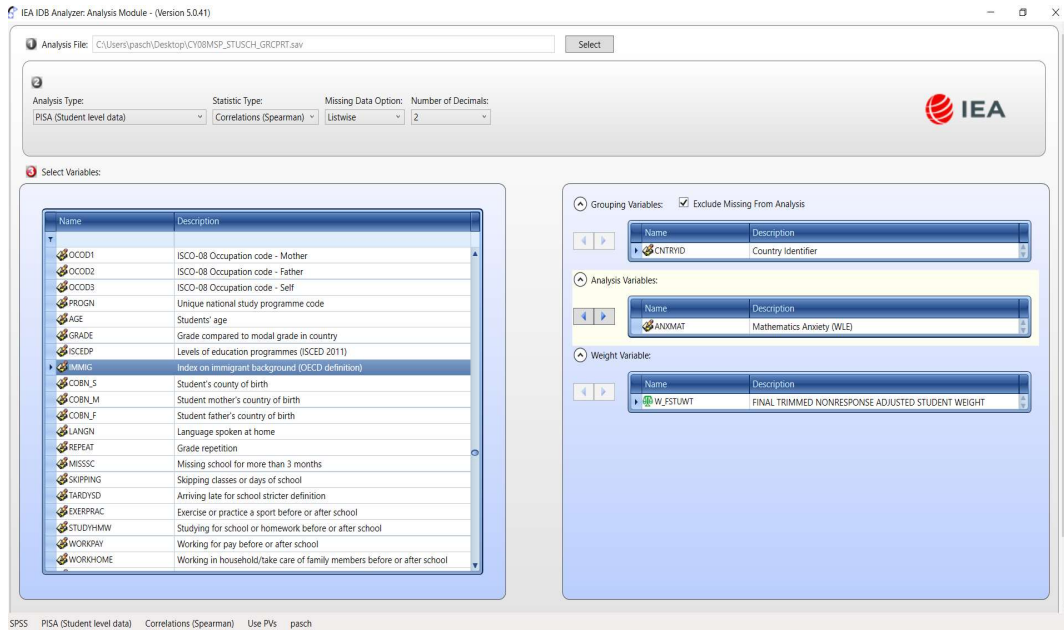 IEA IDB Analyzer: Analysis Module - (Version 5.0.41)
1 Analysis File: C:\Users\pasch\Desktop\CY08MSP_STUSCH_GRCPRT.sav Select
2
Analysis Type: Statistic Type: Missing Data Option: Number of Decimals:
PISA (Student level data) Correlations (Spearman) Listwise 2
IEA
3 Select Variables:
Name Description
OCOD1 ISCO-08 Occupation code - Mother
OCOD2 ISCO-08 Occupation code - Father
OCOD3 ISCO-08 Occupation code - Self
PROGN Unique national study programme code
AGE Students' age
GRADE Grade compared to modal grade in country
ISCEDP Levels of education programmes (ISCED 2011)
IMMIG Index on immigrant background (OECD definition)
COBN_S Student's county of birth
COBN_M Student mother's country of birth
COBN_F Student father's country of birth
LANGN Language spoken at home
REPEAT Grade repetition
MISSSC Missing school for more than 3 months
SKIPPING Skipping classes or days of school
TARDYSD Arriving late for school stricter definition
EXERPRAC Exercise or practice a sport before or after school
STUDYHMW Studying for school or homework before or after school
WORKPAY Working for pay before or after school
WORKHOME Working in household/take care of family members before or after school
Grouping Variables: Exclude Missing From Analysis
Name Description
CNTRYID Country Identifier
Analysis Variables:
Name Description
ANXMAT Mathematics Anxiety (WLE)
Weight Variable:
Name Description
W_FSTUWT FINAL TRIMMED NONRESPONSE ADJUSTED STUDENT WEIGHT
SPSS PISA (Student level data) Correlations (Spearman) Use PVs pasch